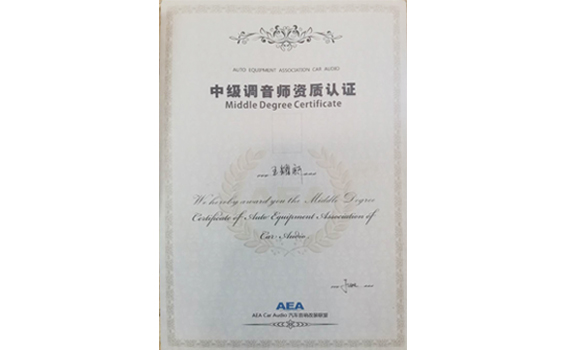 AUTO EQUIPMENT ASSOCIATION CAR AUDIO
中级调音师资质认证
Middle Degree Certificate
We hereby award you the Middle Degree
Certificate of Auto Equipment Association of
Car Audio
AEA
AEA Car Audio 汽车音响改装联盟